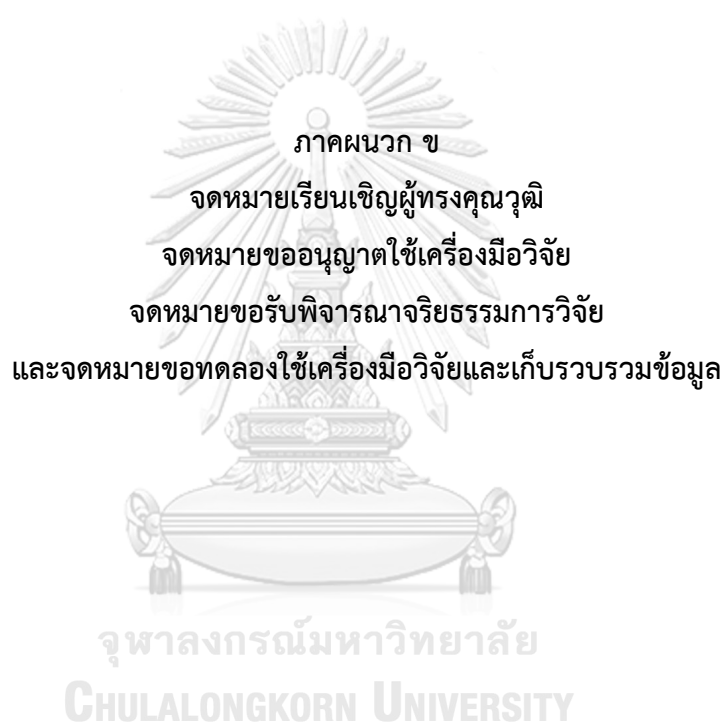 ภาคผนวก ข
จดหมายเรียนเชิญผู้ทรงคุณวุฒิ
จดหมายขออนุญาตใช้เครื่องมือวิจัย
จดหมายขอรับพิจารณาจริยธรรมการวิจัย
และจดหมายขอทดลองใช้เครื่องมือวิจัยและเก็บรวบรวมข้อมูล
จุฬาลงกรณ์มหาวิทยาลัย
CHULALONGKORN UNIVERSITY